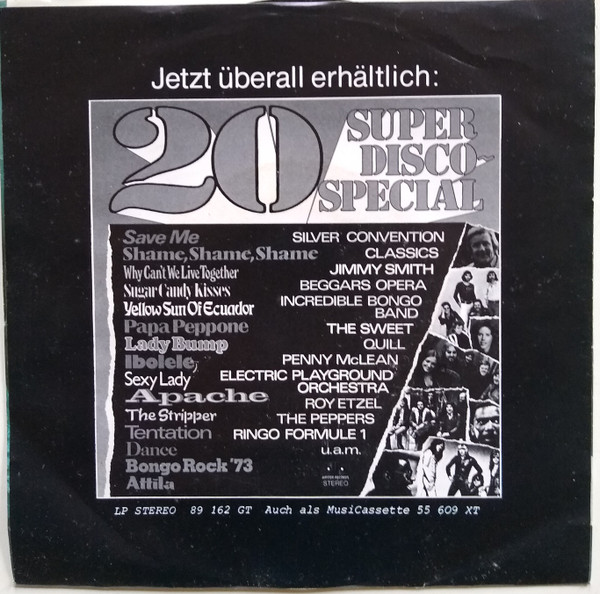 Jetzt überall erhältlich:
20 SUPER
DISCO-
SPECIAL
Save Me
Shame, Shame, Shame
Why Can't We Live Together
Sugar Candy Kisses
Yellow Sun Of Ecuador
Papa Peppone
Lady Bump
Ibolele,
Sexy Lady
Apache
The Stripper
Tentation
Dance
Bongo Rock '73
Attila
SILVER CONVENTION
CLASSICS
JIMMY SMITH
BEGGARS OPERA
INCREDIBLE BONGO
BAND
THE SWEET
QUILL
PENNY McLEAN
ELECTRIC PLAYGROUND
ORCHESTRA
ROY ETZEL
THE PEPPERS
RINGO FORMULE 1
u.a.m.
STEREO
LP STEREO 89 162 GT Auch als MusiCassette 55 609 XT